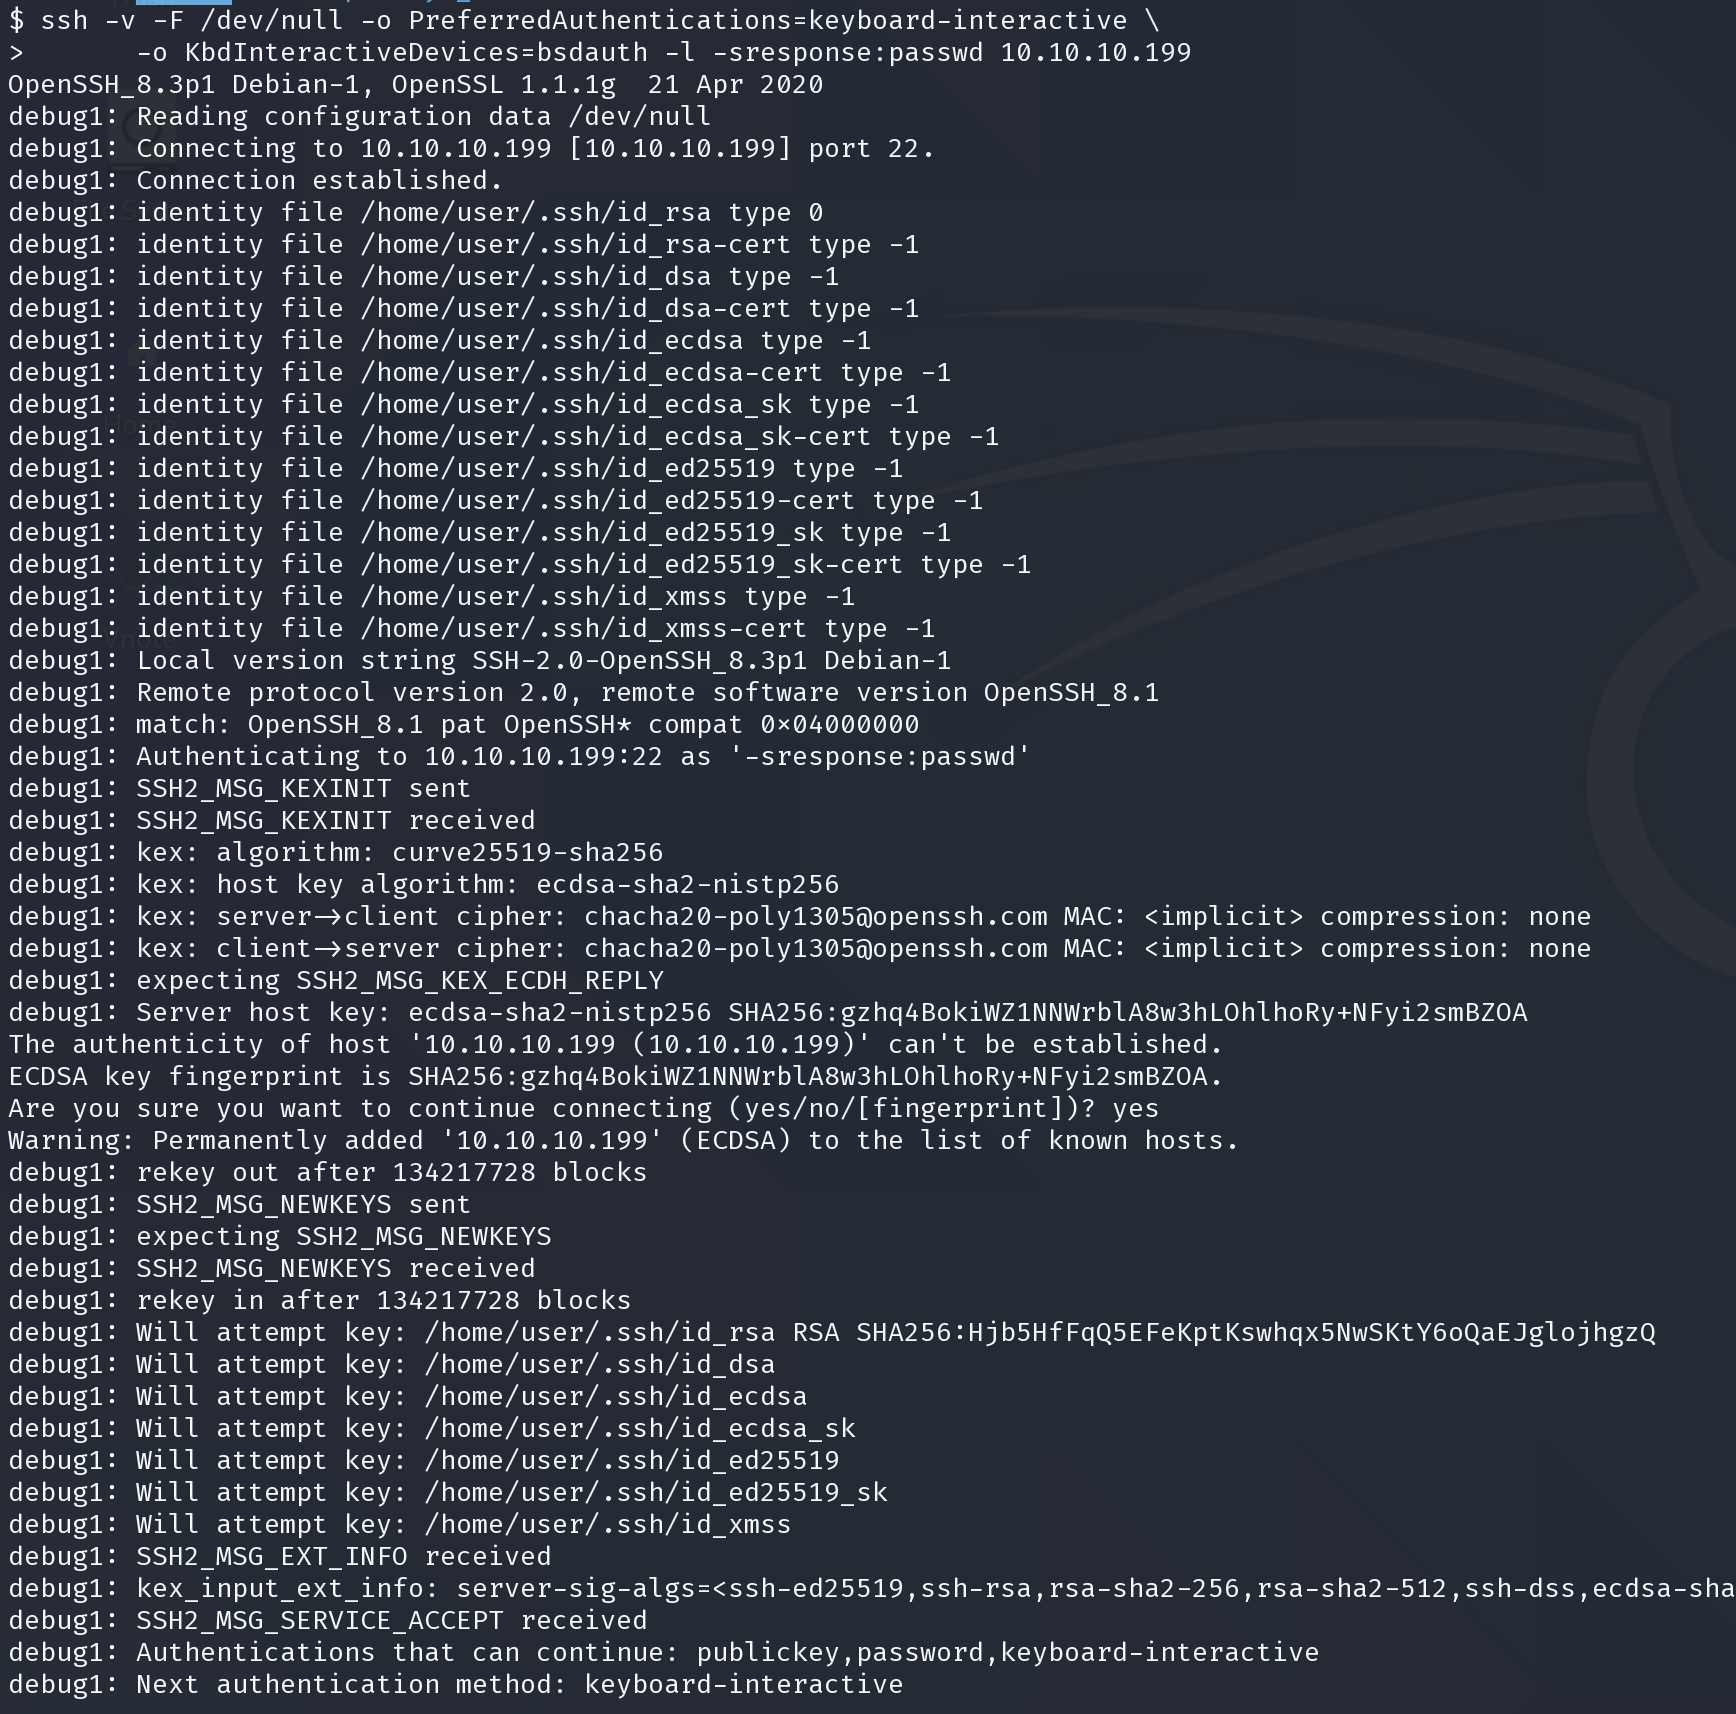 $ ssh -v -F /dev/null -o PreferredAuthentications=keyboard-interactive \
>       -o KbdInteractiveDevices=bsdauth -l -sresponse:passwd 10.10.10.199
OpenSSH_8.3p1 Debian-1, OpenSSL 1.1.1g  21 Apr 2020
debug1: Reading configuration data /dev/null
debug1: Connecting to 10.10.10.199 [10.10.10.199] port 22.
debug1: Connection established.
debug1: identity file /home/user/.ssh/id_rsa type 0
debug1: identity file /home/user/.ssh/id_rsa-cert type -1
debug1: identity file /home/user/.ssh/id_dsa type -1
debug1: identity file /home/user/.ssh/id_dsa-cert type -1
debug1: identity file /home/user/.ssh/id_ecdsa type -1
debug1: identity file /home/user/.ssh/id_ecdsa-cert type -1
debug1: identity file /home/user/.ssh/id_ecdsa_sk type -1
debug1: identity file /home/user/.ssh/id_ecdsa_sk-cert type -1
debug1: identity file /home/user/.ssh/id_ed25519 type -1
debug1: identity file /home/user/.ssh/id_ed25519-cert type -1
debug1: identity file /home/user/.ssh/id_ed25519_sk type -1
debug1: identity file /home/user/.ssh/id_ed25519_sk-cert type -1
debug1: identity file /home/user/.ssh/id_xmss type -1
debug1: identity file /home/user/.ssh/id_xmss-cert type -1
debug1: Local version string SSH-2.0-OpenSSH_8.3p1 Debian-1
debug1: Remote protocol version 2.0, remote software version OpenSSH_8.1
debug1: match: OpenSSH_8.1 pat OpenSSH* compat 0×04000000
debug1: Authenticating to 10.10.10.199:22 as '-sresponse:passwd'
debug1: SSH2_MSG_KEXINIT sent
debug1: SSH2_MSG_KEXINIT received
debug1: kex: algorithm: curve25519-sha256
debug1: kex: host key algorithm: ecdsa-sha2-nistp256
debug1: kex: server→client cipher: chacha20-poly1305@openssh.com MAC: <implicit> compression: none
debug1: kex: client→server cipher: chacha20-poly1305@openssh.com MAC: <implicit> compression: none
debug1: expecting SSH2_MSG_KEX_ECDH_REPLY
debug1: Server host key: ecdsa-sha2-nistp256 SHA256:gzhq4BokiWZ1NNWrblA8w3hLOhlhoRy+NFyi2smBZOA
The authenticity of host '10.10.10.199 (10.10.10.199)' can't be established.
ECDSA key fingerprint is SHA256:gzhq4BokiWZ1NNWrblA8w3hLOhlhoRy+NFyi2smBZOA.
Are you sure you want to continue connecting (yes/no/[fingerprint])? yes
Warning: Permanently added '10.10.10.199' (ECDSA) to the list of known hosts.
debug1: rekey out after 134217728 blocks
debug1: SSH2_MSG_NEWKEYS sent
debug1: expecting SSH2_MSG_NEWKEYS
debug1: SSH2_MSG_NEWKEYS received
debug1: rekey in after 134217728 blocks
debug1: Will attempt key: /home/user/.ssh/id_rsa RSA SHA256:Hjb5HfFqQ5EFeKptKswhqx5NwSKtY6oQaEJglojhgzQ
debug1: Will attempt key: /home/user/.ssh/id_dsa
debug1: Will attempt key: /home/user/.ssh/id_ecdsa
debug1: Will attempt key: /home/user/.ssh/id_ecdsa_sk
debug1: Will attempt key: /home/user/.ssh/id_ed25519
debug1: Will attempt key: /home/user/.ssh/id_ed25519_sk
debug1: Will attempt key: /home/user/.ssh/id_xmss
debug1: SSH2_MSG_EXT_INFO received
debug1: kex_input_ext_info: server-sig-algs=<ssh-ed25519,ssh-rsa,rsa-sha2-256,rsa-sha2-512,ssh-dss,ecdsa-sha
debug1: SSH2_MSG_SERVICE_ACCEPT received
debug1: Authentications that can continue: publickey,password,keyboard-interactive
debug1: Next authentication method: keyboard-interactive